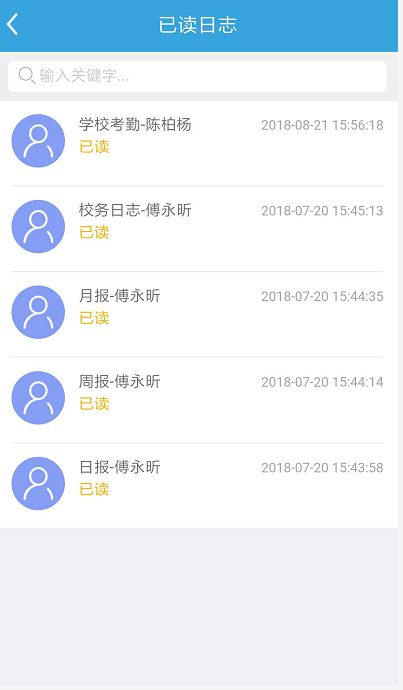 已读日志
输入关键字...
学校考勤-陈柏杨 2018-08-21 15:56:18
已读
校务日志-傅永昕 2018-07-20 15:45:13
已读
月报-傅永昕 2018-07-20 15:44:35
已读
周报-傅永昕 2018-07-20 15:44:14
已读
日报-傅永昕 2018-07-20 15:43:58
已读